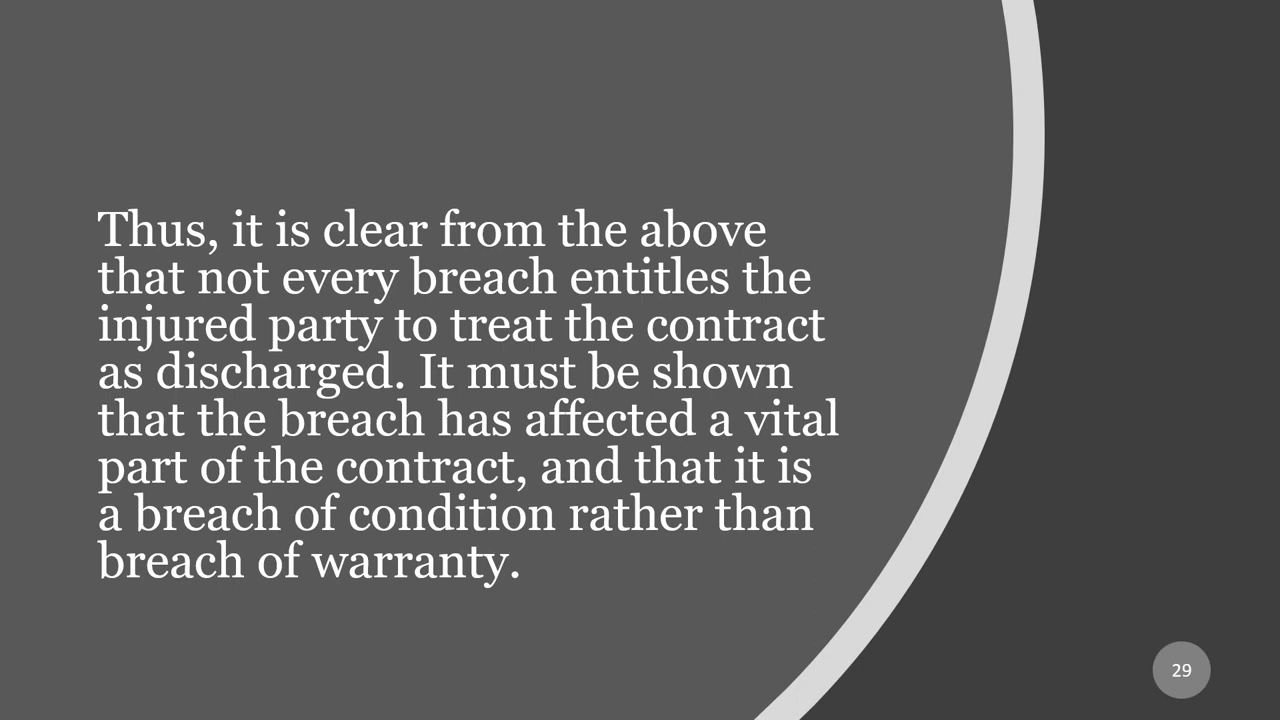 Thus, it is clear from the above
that not every breach entitles the
injured party to treat the contract
as discharged. It must be shown
that the breach has affected a vital
part of the contract, and that it is
a breach of condition rather than
breach of warranty.
29